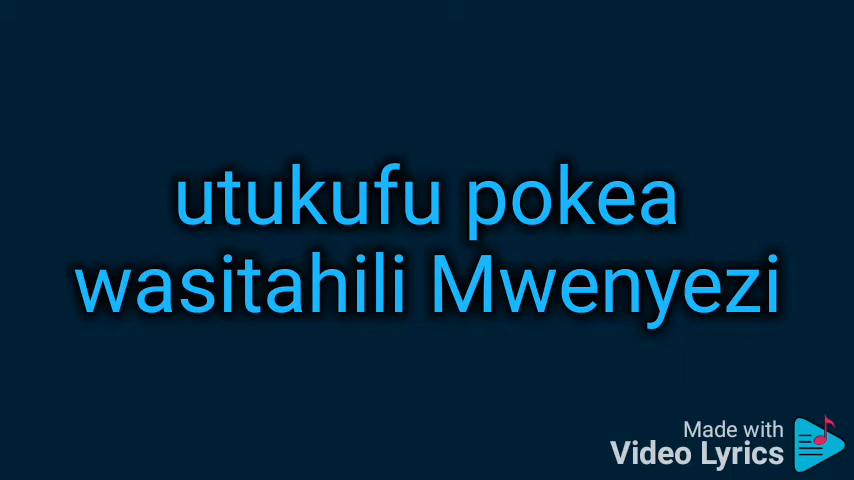 utukufu pokea
wasitahili Mwenyezi
Made with
Video Lyrics